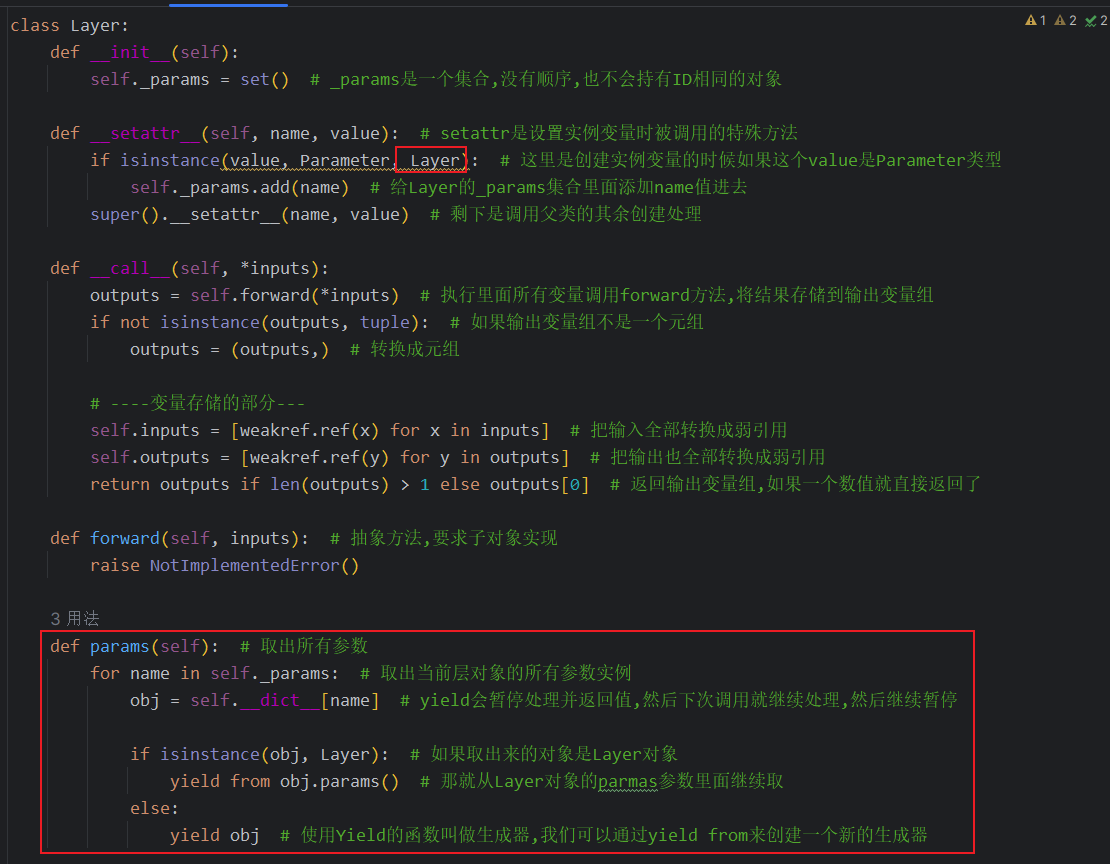 class Layer:
⚠1 ⚠2 ✓2
    def __init__(self):
        self._params = set()  # _params是一个集合,没有顺序,也不会持有ID相同的对象

    def __setattr__(self, name, value):  # setattr是设置实例变量时被调用的特殊方法
        if isinstance(value, Parameter, Layer):  # 这里是创建实例变量的时候如果这个value是Parameter类型
            self._params.add(name)  # 给Layer的_params集合里面添加name值进去
        super().__setattr__(name, value)  # 剩下是调用父类的其余创建处理

    def __call__(self, *inputs):
        outputs = self.forward(*inputs)  # 执行里面所有变量调用forward方法,将结果存储到输出变量组
        if not isinstance(outputs, tuple):  # 如果输出变量组不是一个元组
            outputs = (outputs,)  # 转换成元组

        # ----变量存储的部分---
        self.inputs = [weakref.ref(x) for x in inputs]  # 把输入全部转换成弱引用
        self.outputs = [weakref.ref(y) for y in outputs]  # 把输出也全部转换成弱引用
        return outputs if len(outputs) > 1 else outputs[0]  # 返回输出变量组,如果一个数值就直接返回了

    def forward(self, inputs):  # 抽象方法,要求子对象实现
        raise NotImplementedError()

    3 用法
    def params(self):  # 取出所有参数
        for name in self._params:  # 取出当前层对象的所有参数实例
            obj = self.__dict__[name]  # yield会暂停处理并返回值,然后下次调用就继续处理,然后继续暂停

            if isinstance(obj, Layer):  # 如果取出来的对象是Layer对象
                yield from obj.params()  # 那就从Layer对象的parmas参数里面继续取
            else:
                yield obj  # 使用Yield的函数叫做生成器,我们可以通过yield from来创建一个新的生成器